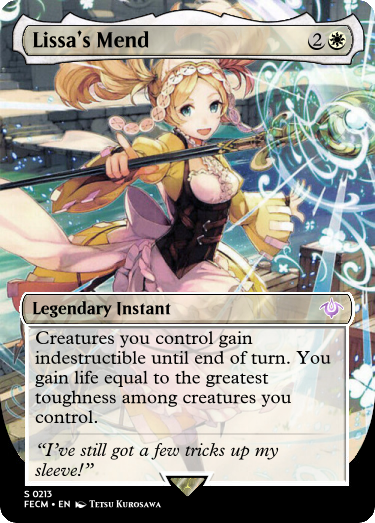 Lissa's Mend 2
Legendary Instant
Creatures you control gain
indestructible until end of turn. You
gain life equal to the greatest
toughness among creatures you
control.
“I've still got a few tricks up my
sleeve!”
S 0213
FECM • EN Tetsu Kurosawa